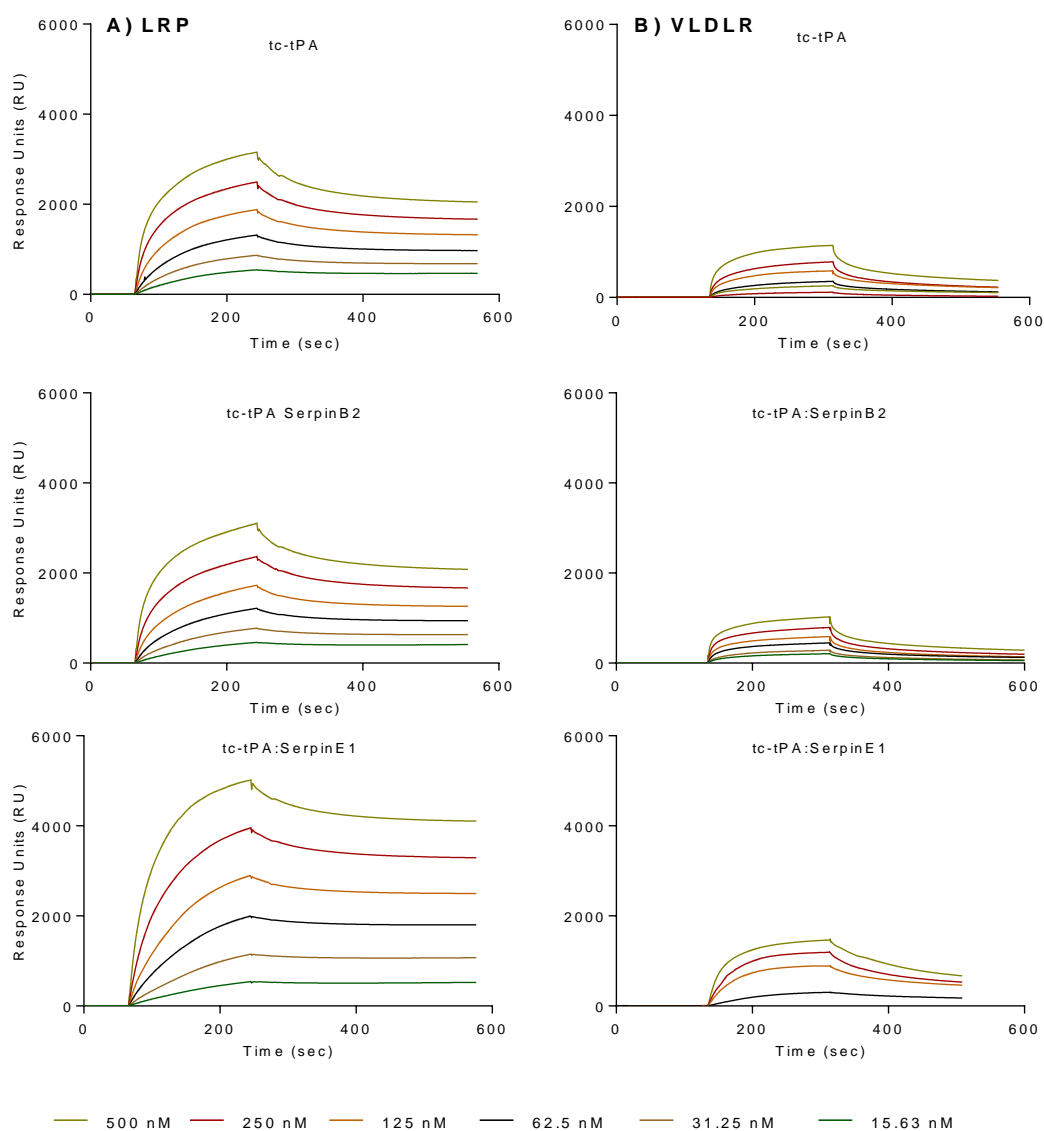 A) LRP
tc-tPA
Response Units (RU)
6000
4000
2000
0
0 200 400 600
Time (sec)
B) VLDLR
tc-tPA
6000
4000
2000
0
0 200 400 600
Time (sec)
tc-tPA SerpinB2
Response Units (RU)
6000
4000
2000
0
0 200 400 600
Time (sec)
tc-tPA:SerpinB2
6000
4000
2000
0
0 200 400 600
Time (sec)
tc-tPA:SerpinE1
Response Units (RU)
6000
4000
2000
0
0 200 400 600
Time (sec)
tc-tPA:SerpinE1
6000
4000
2000
0
0 200 400 600
Time (sec)
500 nM 250 nM 125 nM 62.5 nM 31.25 nM 15.63 nM